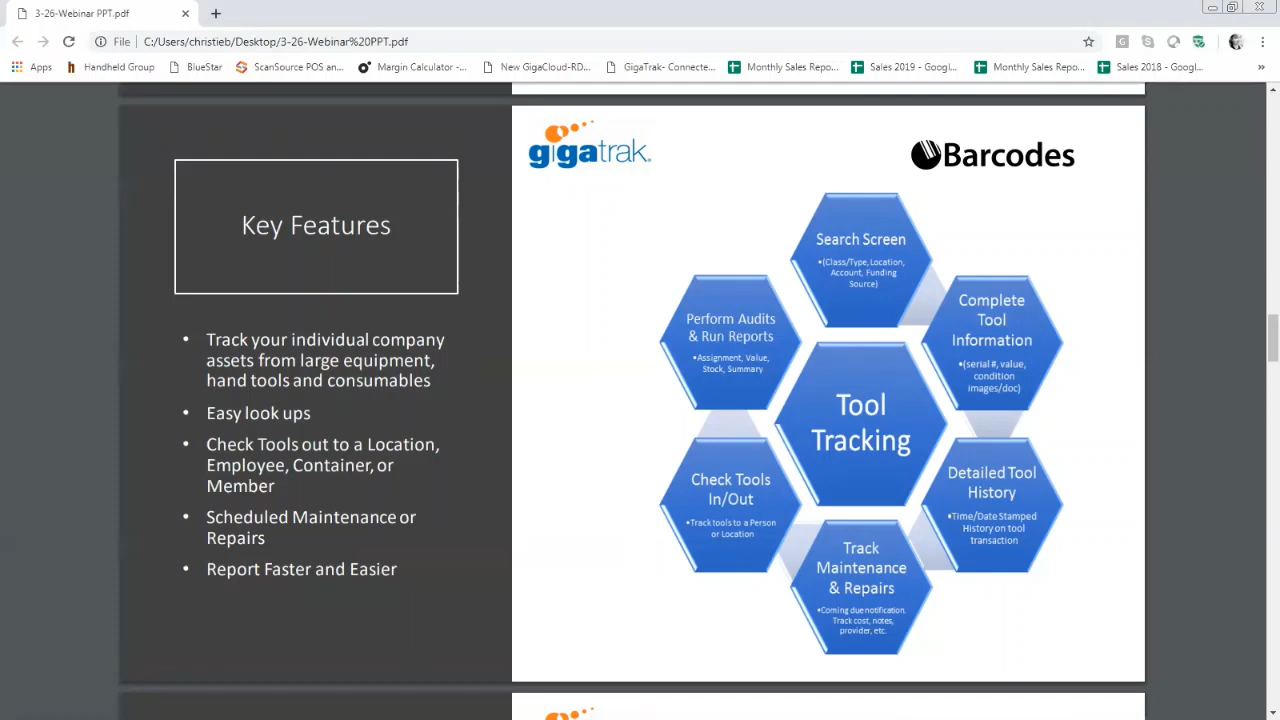 3-26-Webinar PPT.pdf
File C:/Users/christieb/Desktop/3-26-Webinar%20PPT.pdf
Apps Handheld Group BlueStar ScanSource POS an... Margin Calculator -... New GigaCloud-RD... GigaTrak- Connecte... Monthly Sales Repo... Sales 2019 - Googl... Monthly Sales Repo... Sales 2018 - Googl... »
Key Features
• Track your individual company
assets from large equipment,
hand tools and consumables
• Easy look ups
• Check Tools out to a Location,
Employee, Container, or
Member
• Scheduled Maintenance or
Repairs
• Report Faster and Easier
gigatrak.
Barcodes
Search Screen
•(Class/Type, Location,
Account, Funding
Source)
Complete
Tool
Information
•(serial #, value,
condition
images/doc)
Detailed Tool
History
•Time/Date Stamped
History on tool
transaction
Track
Maintenance
& Repairs
•Coming due notification.
Track cost, notes,
provider, etc.
Check Tools
In/Out
•Track tools to a Person
or Location
Perform Audits
& Run Reports
•Assignment, Value,
Stock, Summary
Tool
Tracking